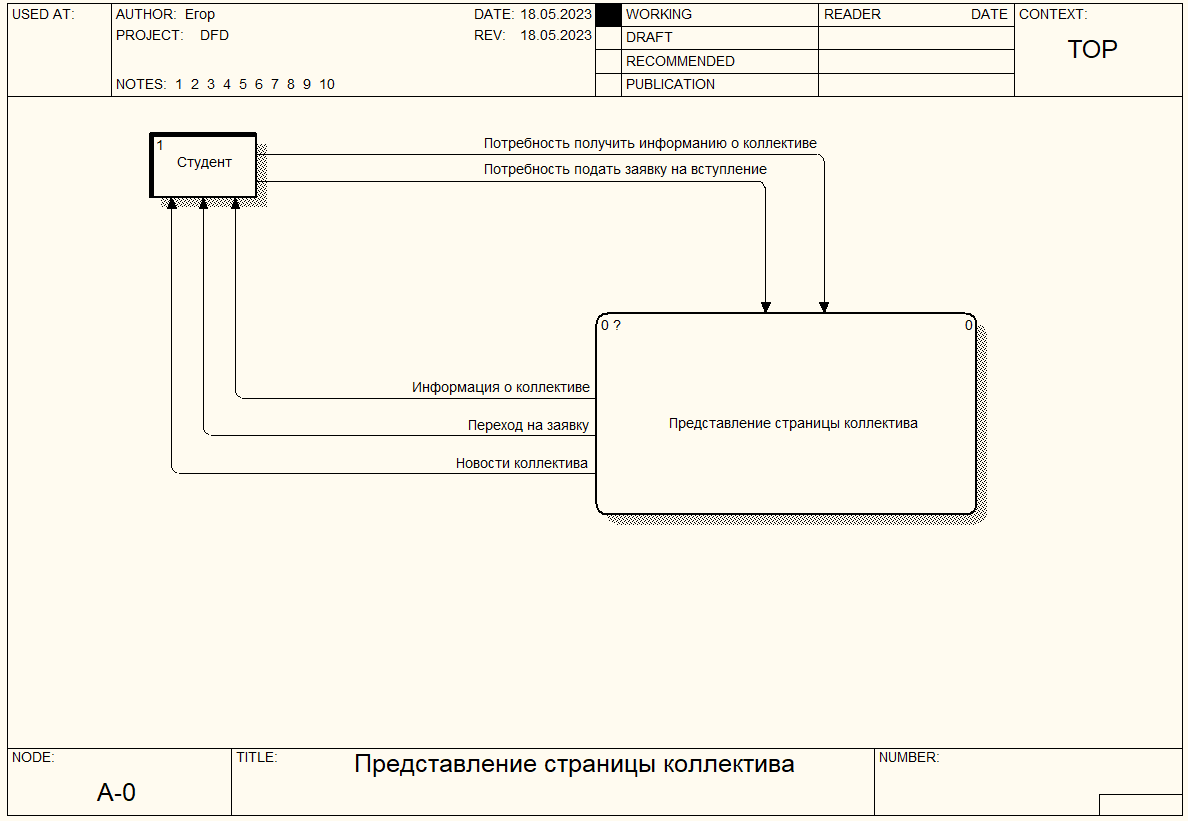 USED AT:
AUTHOR: Егор
DATE: 18.05.2023
WORKING
READER
DATE
CONTEXT:
PROJECT: DFD
REV: 18.05.2023
DRAFT
TOP
RECOMMENDED
NOTES: 1 2 3 4 5 6 7 8 9 10
PUBLICATION
1
Студент
Потребность получить информанию о коллективе
Потребность подать заявку на вступление
0 ?
0
Информация о коллективе
Представление страницы коллектива
Переход на заявку
Новости коллектива
NODE:
TITLE:
Представление страницы коллектива
NUMBER:
A-0